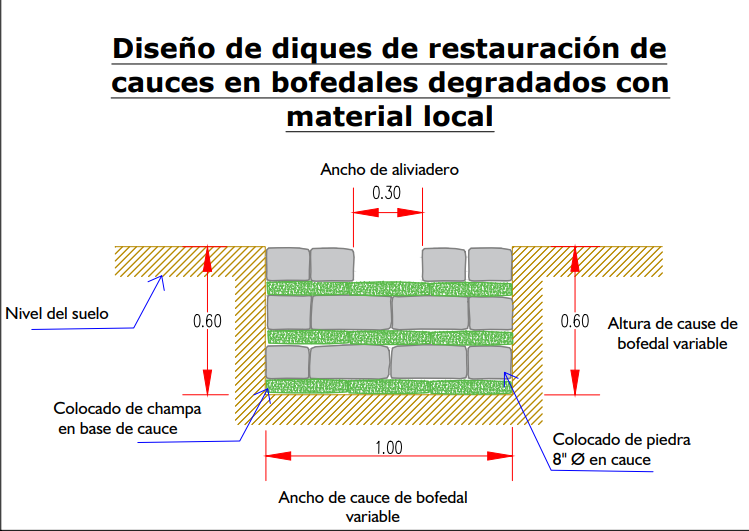 Diseño de diques de restauración de
cauces en bofedales degradados con
material local
Ancho de aliviadero
0.30
Nivel del suelo
0.60
0.60
Altura de cause de
bofedal variable
Colocado de champa
en base de cauce
1.00
Colocado de piedra
8" Ø en cauce
Ancho de cauce de bofedal
variable